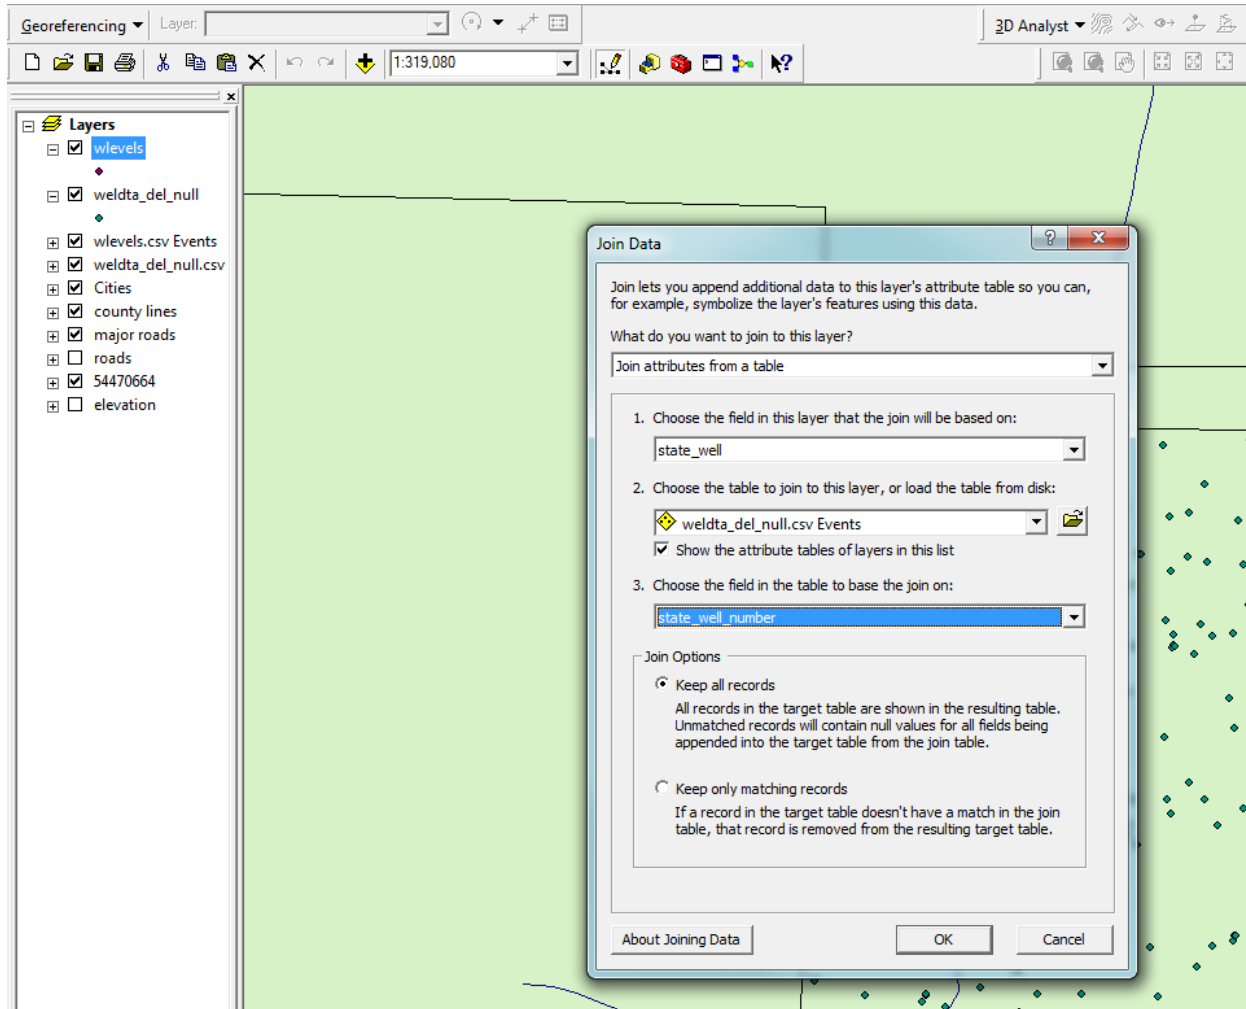 Georeferencing
Layer:
3D Analyst
1:319,080
Layers
wlevels
weldta_del_null
wlevels.csv Events
weldta_del_null.csv
Cities
county lines
major roads
roads
54470664
elevation
Join Data
Join lets you append additional data to this layer's attribute table so you can,
for example, symbolize the layer's features using this data.
What do you want to join to this layer?
Join attributes from a table
1. Choose the field in this layer that the join will be based on:
state_well
2. Choose the table to join to this layer, or load the table from disk:
weldta_del_null.csv Events
Show the attribute tables of layers in this list
3. Choose the field in the table to base the join on:
state_well_number
Join Options
Keep all records
All records in the target table are shown in the resulting table.
Unmatched records will contain null values for all fields being
appended into the target table from the join table.
Keep only matching records
If a record in the target table doesn't have a match in the join
table, that record is removed from the resulting target table.
About Joining Data
OK
Cancel